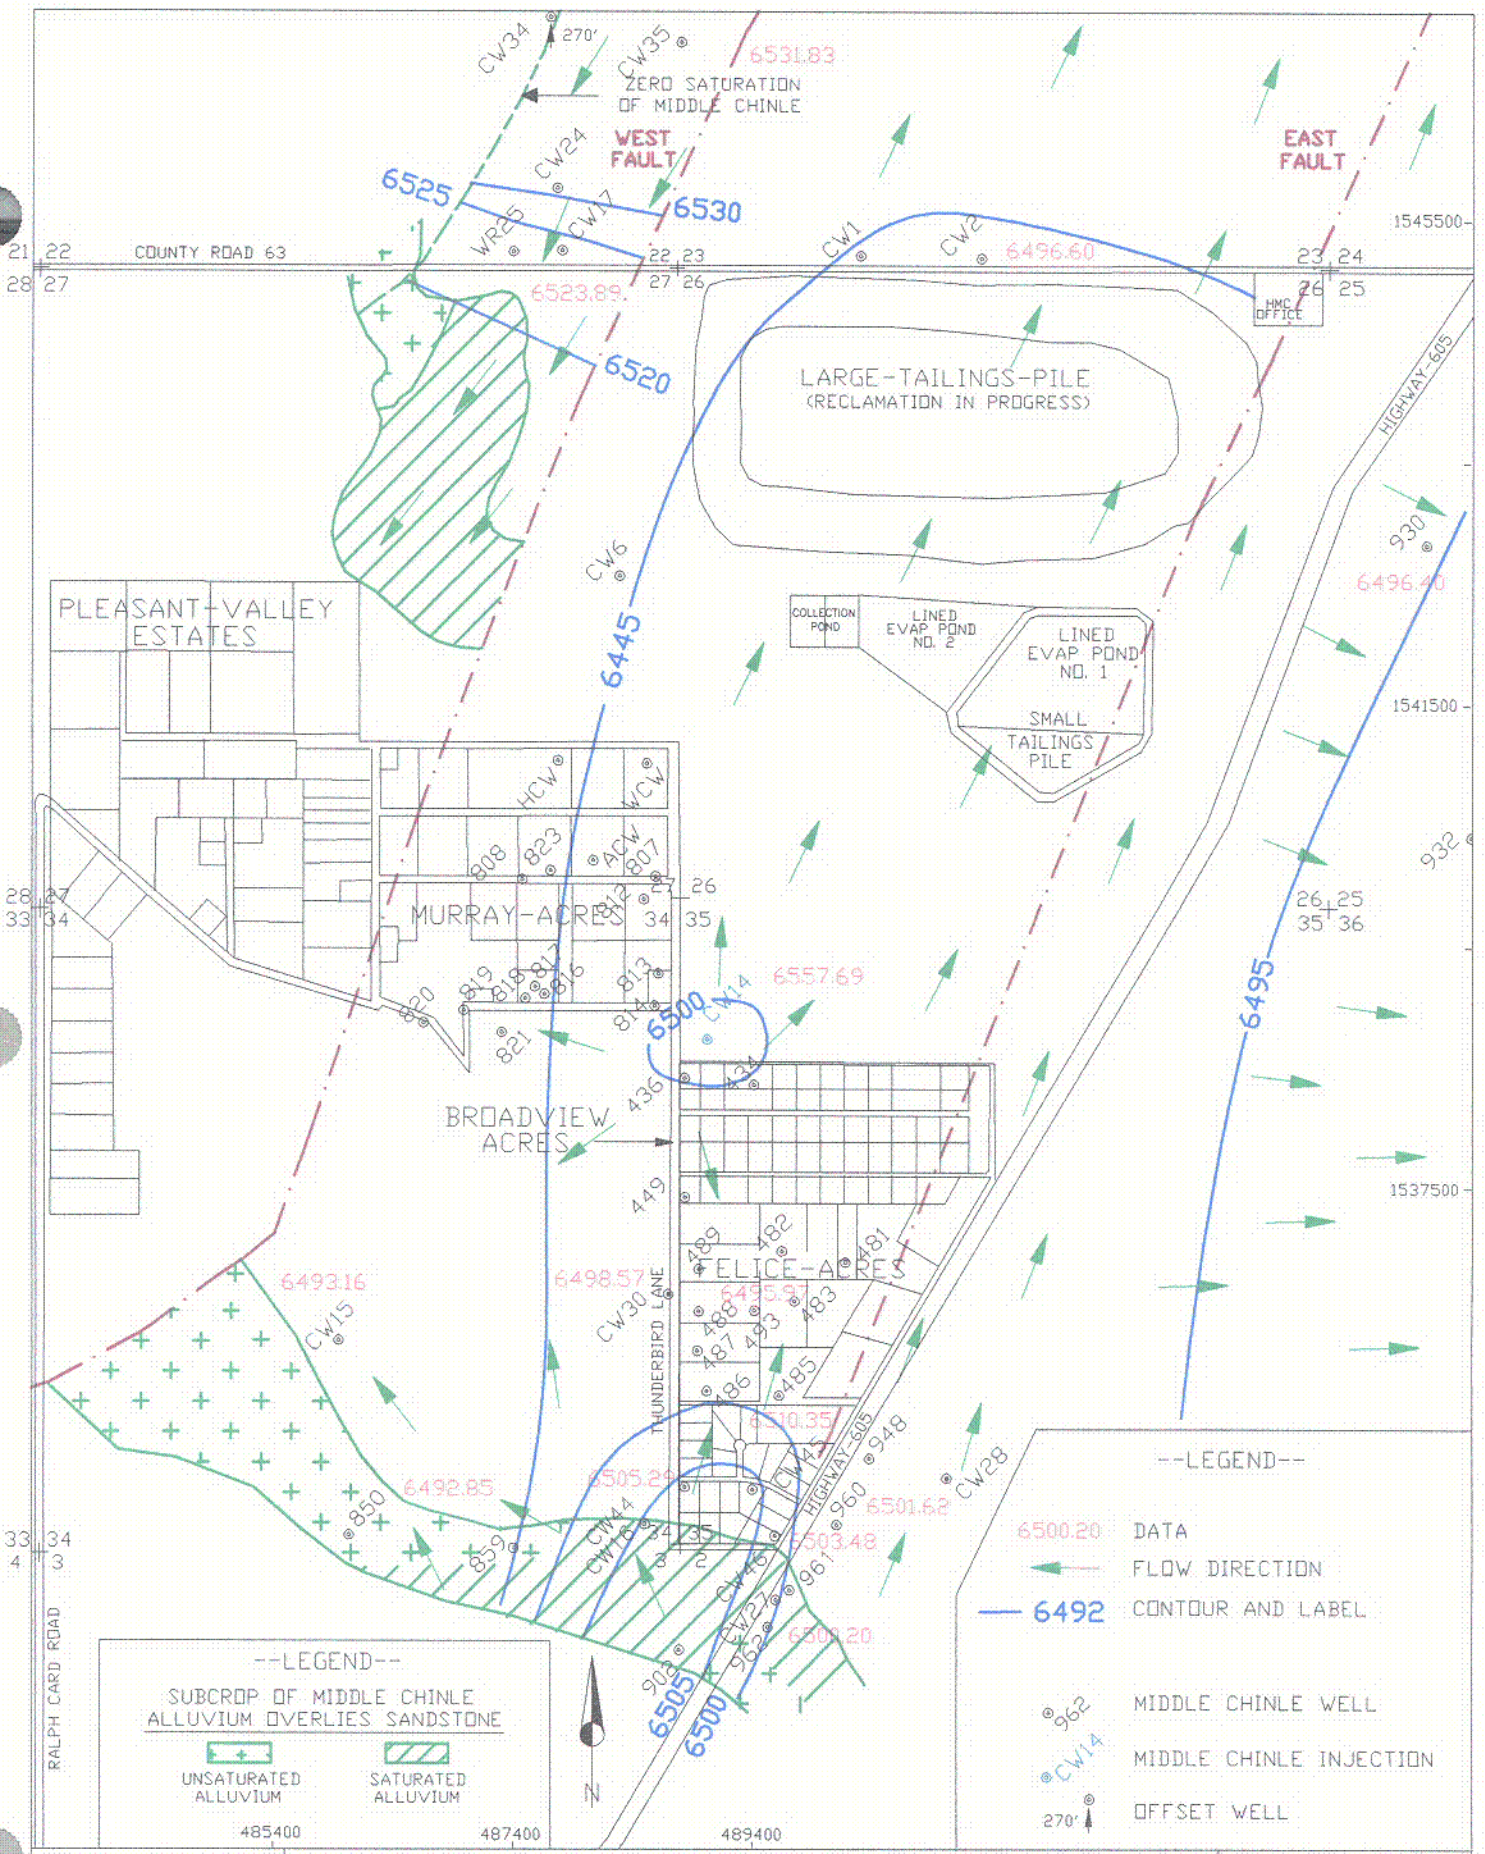 CW34
270'
CW35
6531.83
ZERO SATURATION
OF MIDDLE CHINLE
WEST
FAULT
EAST
FAULT
CW24
6525
6530
WR25
CW17
CW1
CW2
6496.60
1545500
21 22
28 27
COUNTY ROAD 63
22 23
27 26
23 24
26 25
HMC
OFFICE
6523.89
6520
LARGE-TAILINGS-PILE
(RECLAMATION IN PROGRESS)
HIGHWAY-605
930
6496.40
CW6
PLEASANT-VALLEY
ESTATES
COLLECTION
POND
LINED
EVAP POND
NO. 2
LINED
EVAP POND
NO. 1
6445
SMALL
TAILINGS
PILE
1541500
HCW
WCW
808
823
ACW
807
812
932
28 27
33 34
27 26
34 35
26 25
35 36
MURRAY-ACRES
820
819
818
817
816
813
814
821
6557.69
CW14
6500
6495
436
434
BROADVIEW
ACRES
449
1537500
489
482
481
FELICE-ACRES
6493.16
CW15
6498.57
CW30
THUNDERBIRD LANE
6495.97
488
493
483
487
486
485
6510.35
CW45
HIGHWAY-605
948
CW28
6492.85
6505.29
850
859
CW44
CW16
960
6501.62
33 34
4 3
34 35
3 2
6503.48
CW46
961
CW27
962
6500.20
902
6505
6500
RALPH CARD ROAD
--LEGEND--
SUBCROP OF MIDDLE CHINLE
ALLUVIUM OVERLIES SANDSTONE
UNSATURATED
ALLUVIUM
SATURATED
ALLUVIUM
N
485400
487400
489400
--LEGEND--
6500.20 DATA
FLOW DIRECTION
6492 CONTOUR AND LABEL
962 MIDDLE CHINLE WELL
CW14 MIDDLE CHINLE INJECTION
270' OFFSET WELL